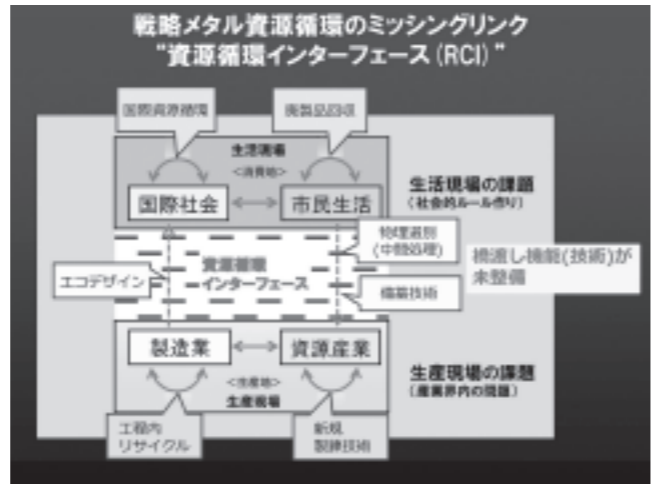 戦略メタル資源循環のミッシングリンク
“資源循環インターフェース(RCI)”
国際資源循環
廃製品回収
生活現場
<消費地>
国際社会
市民生活
生活現場の課題
(社会的ルール作り)
物理選別
(中間処理)
資源循環
インターフェース
エコデザイン
備蓄技術
橋渡し機能(技術)が
未整備
製造業
資源産業
<生産地>
生産現場
生産現場の課題
(産業界内の問題)
工程内
リサイクル
新規
製錬技術